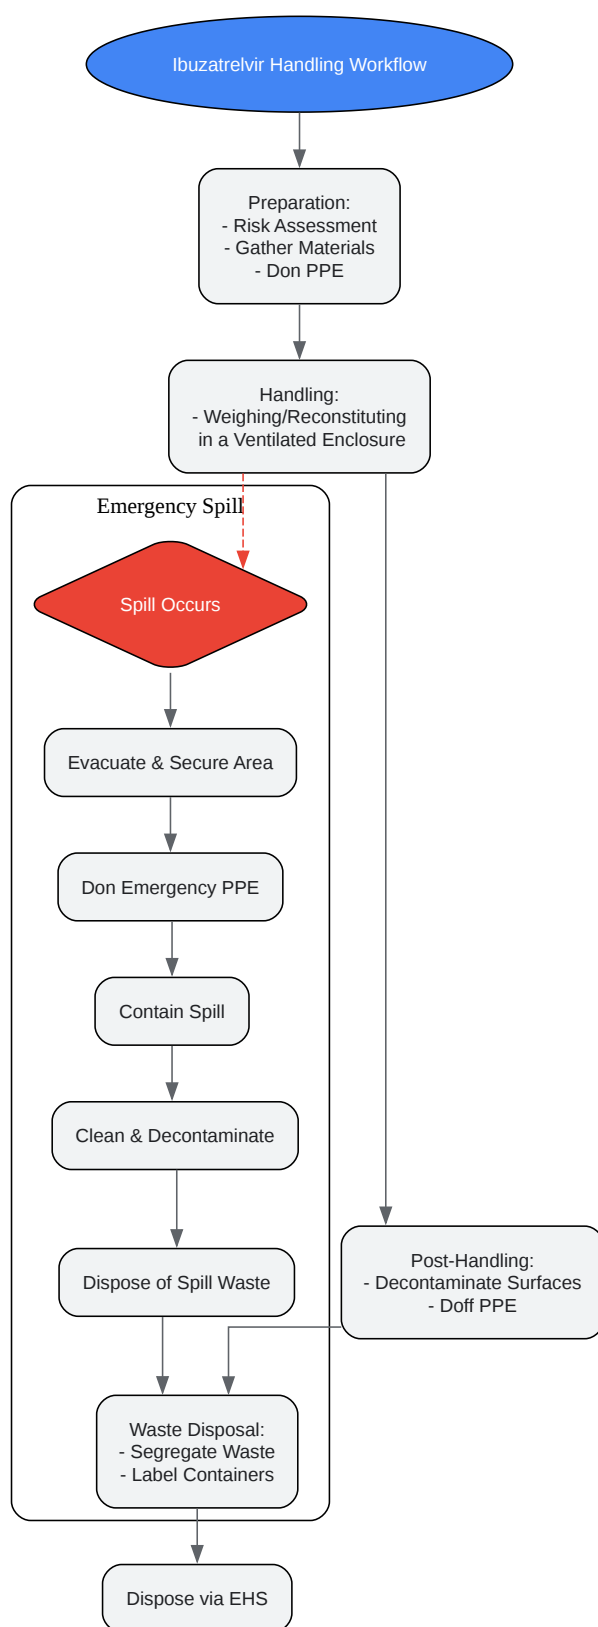 Ibuzatrelvir Handling Workflow
Preparation:
- Risk Assessment
- Gather Materials
- Don PPE
Handling:
- Weighing/Reconstituting
in a Ventilated Enclosure
Emergency Spill
Spill Occurs
Evacuate & Secure Area
Don Emergency PPE
Contain Spill
Clean & Decontaminate
Dispose of Spill Waste
Post-Handling:
- Decontaminate Surfaces
- Doff PPE
Waste Disposal:
- Segregate Waste
- Label Containers
Dispose via EHS